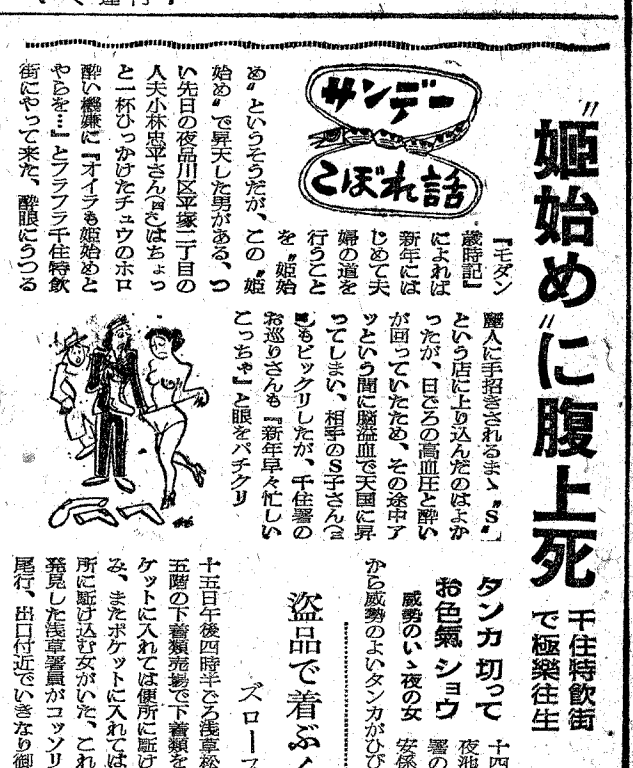 〝姫始め〟に腹上死
千住特飲街
で極樂往生
サンデー
こぼれ話
『モダン
歳時記』
によれば
新年には
じめて夫
婦の道を
行うこと
を〝姫始
め〟というそうだが、この〝姫
始め〟で昇天した男がある、つ
い先日の夜品川区平塚二丁目の
人夫小林忠平さん(四 )はちょっ
と一杯ひっかけたチュウのホロ
酔い機嫌に『オイラも姫始めと
やらを…』とブラブラ千住特飲
街にやって来た、酔眼にうつる
麗人に手招きされるまゝ〝S〟
という店に上り込んだのはよか
ったが、日ごろの高血圧と酔い
が回っていたため、その途中ア
ッという間に脳溢血で天国に昇
ってしまい、相手のS子さん(
)もビックリしたが、千住署の
お巡りさんも『新年早々忙しい
こっちゃ』と眼をパチクリ
タンカ切って
お色氣ショウ
威勢のいゝ夜の女
十四
夜池
署の
安係
から威勢のよいタンカがひび
盗品で着ぶく
ズロース
十五日午後四時半ごろ浅草松
五階の下着類売場で下着類を
ケットに入れては便所に駈け
み、またポケットに入れては
所に駈け込む女がいた、これ
発見した浅草署員がコッソリ
尾行、出口付近でいきなり御